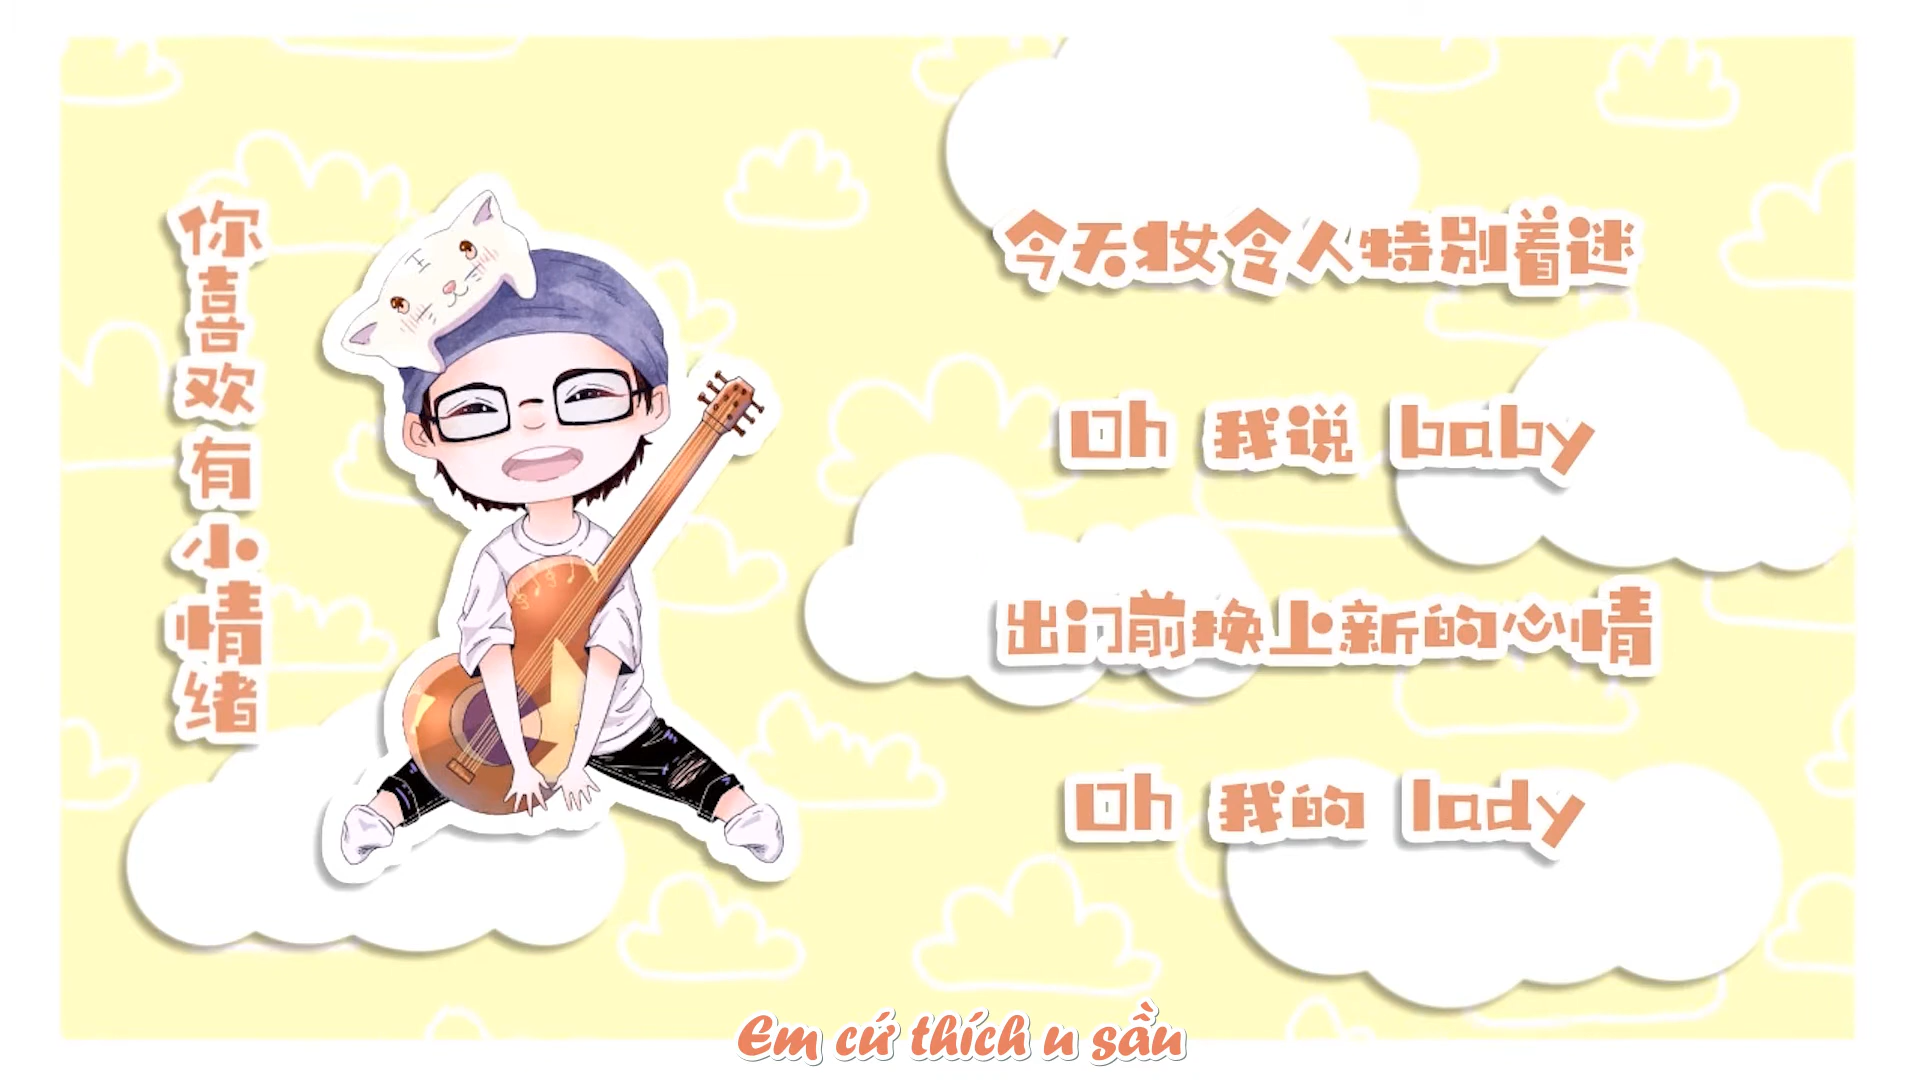 你喜欢有小情绪
今天妆令人特别着迷
Oh 我说 baby
出门前换上新的心情
Oh 我的 lady
Em cứ thích u sầu